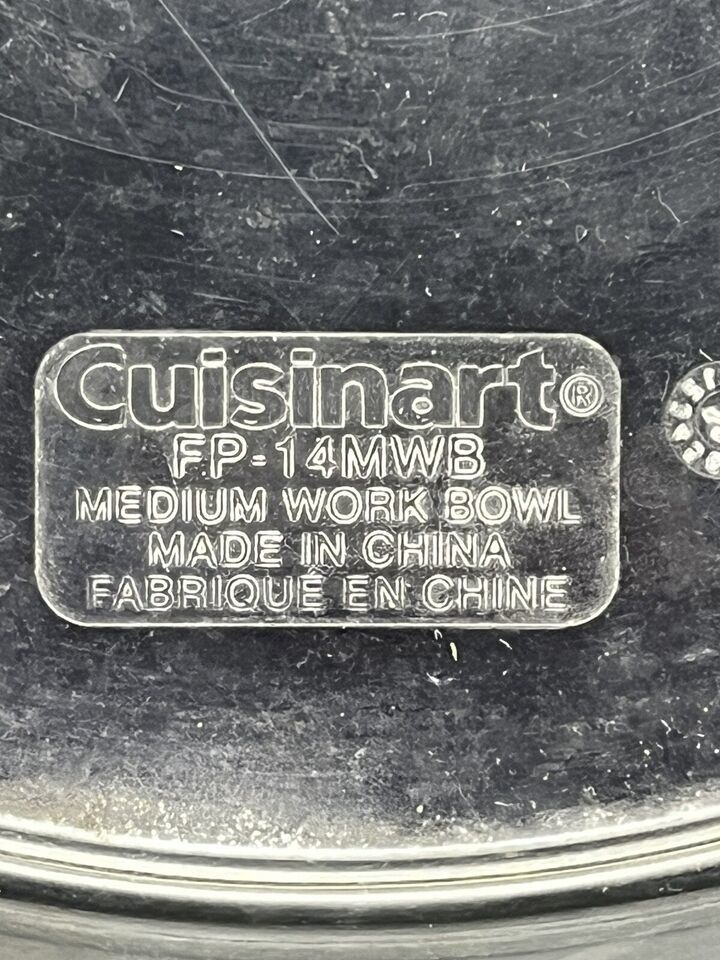 Cuisinart®
FP-14MWB
MEDIUM WORK BOWL
MADE IN CHINA
FABRIQUÉ EN CHINE